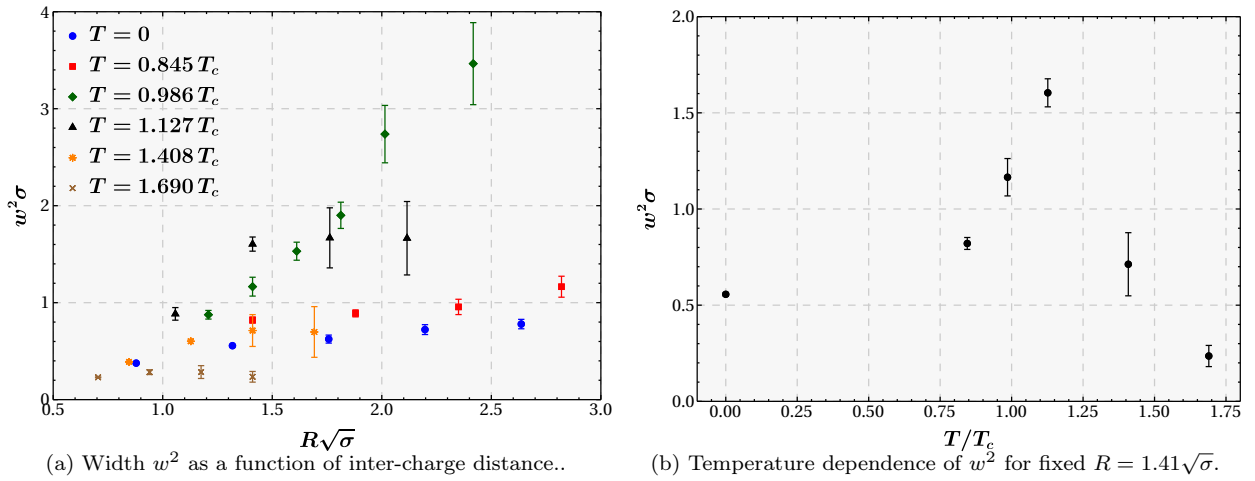 4
3
2
1
0
w²σ
T = 0
T = 0.845 T_c
T = 0.986 T_c
T = 1.127 T_c
T = 1.408 T_c
T = 1.690 T_c
0.5 1.0 1.5 2.0 2.5 3.0
R√σ
(a) Width w² as a function of inter-charge distance..
2.0
1.5
1.0
0.5
0.0
w²σ
0.00 0.25 0.50 0.75 1.00 1.25 1.50 1.75
T/T_c
(b) Temperature dependence of w² for fixed R = 1.41√σ.